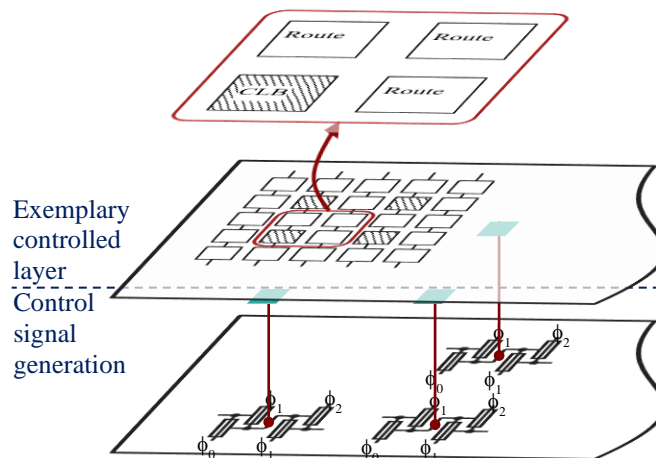 Route
Route
CLB
Route
Exemplary
controlled
layer
Control
signal
generation
ϕ1
ϕ2
ϕ0
ϕ1
ϕ1
ϕ2
ϕ0
ϕ1
ϕ1
ϕ2
ϕ0
ϕ1